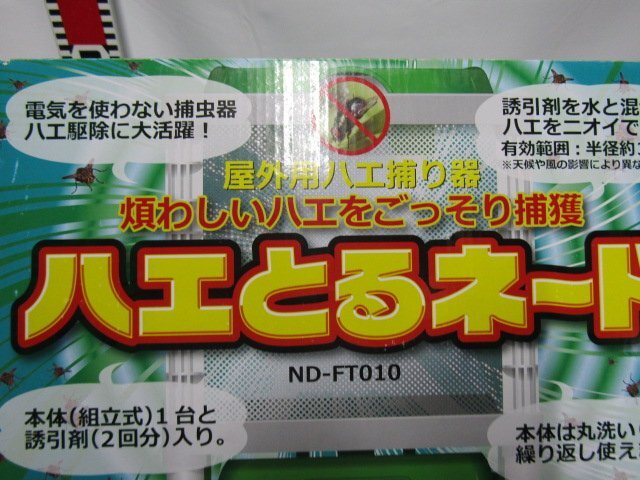 電気を使わない捕虫器
ハエ駆除に大活躍！
誘引剤を水と混
ハエをニオイで
有効範囲：半径約1
※天候や風の影響により異な
屋外用ハエ捕り器
煩わしいハエをごっそり捕獲
ハエとるネード
ND-FT010
本体(組立式)1台と
誘引剤(2回分)入り。
本体は丸洗い
繰り返し使え